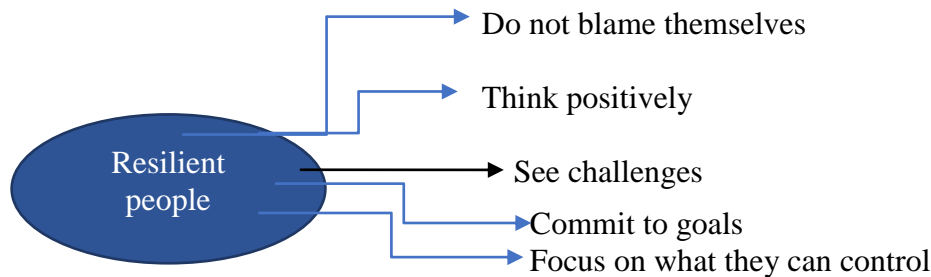 Do not blame themselves
Think positively
Resilient
people
See challenges
Commit to goals
Focus on what they can control